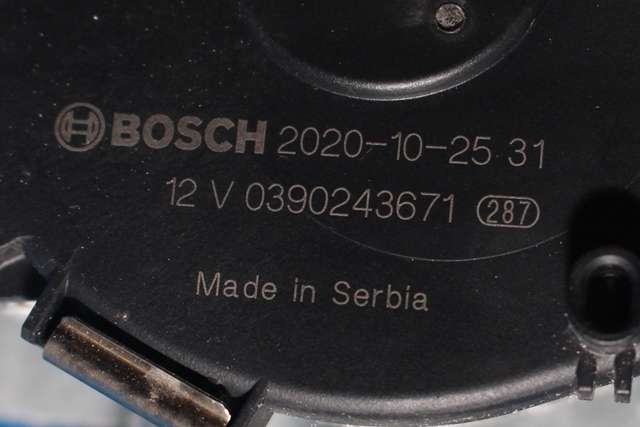 BOSCH 2020-10-25 31
12 V 0390243671 287
Made in Serbia